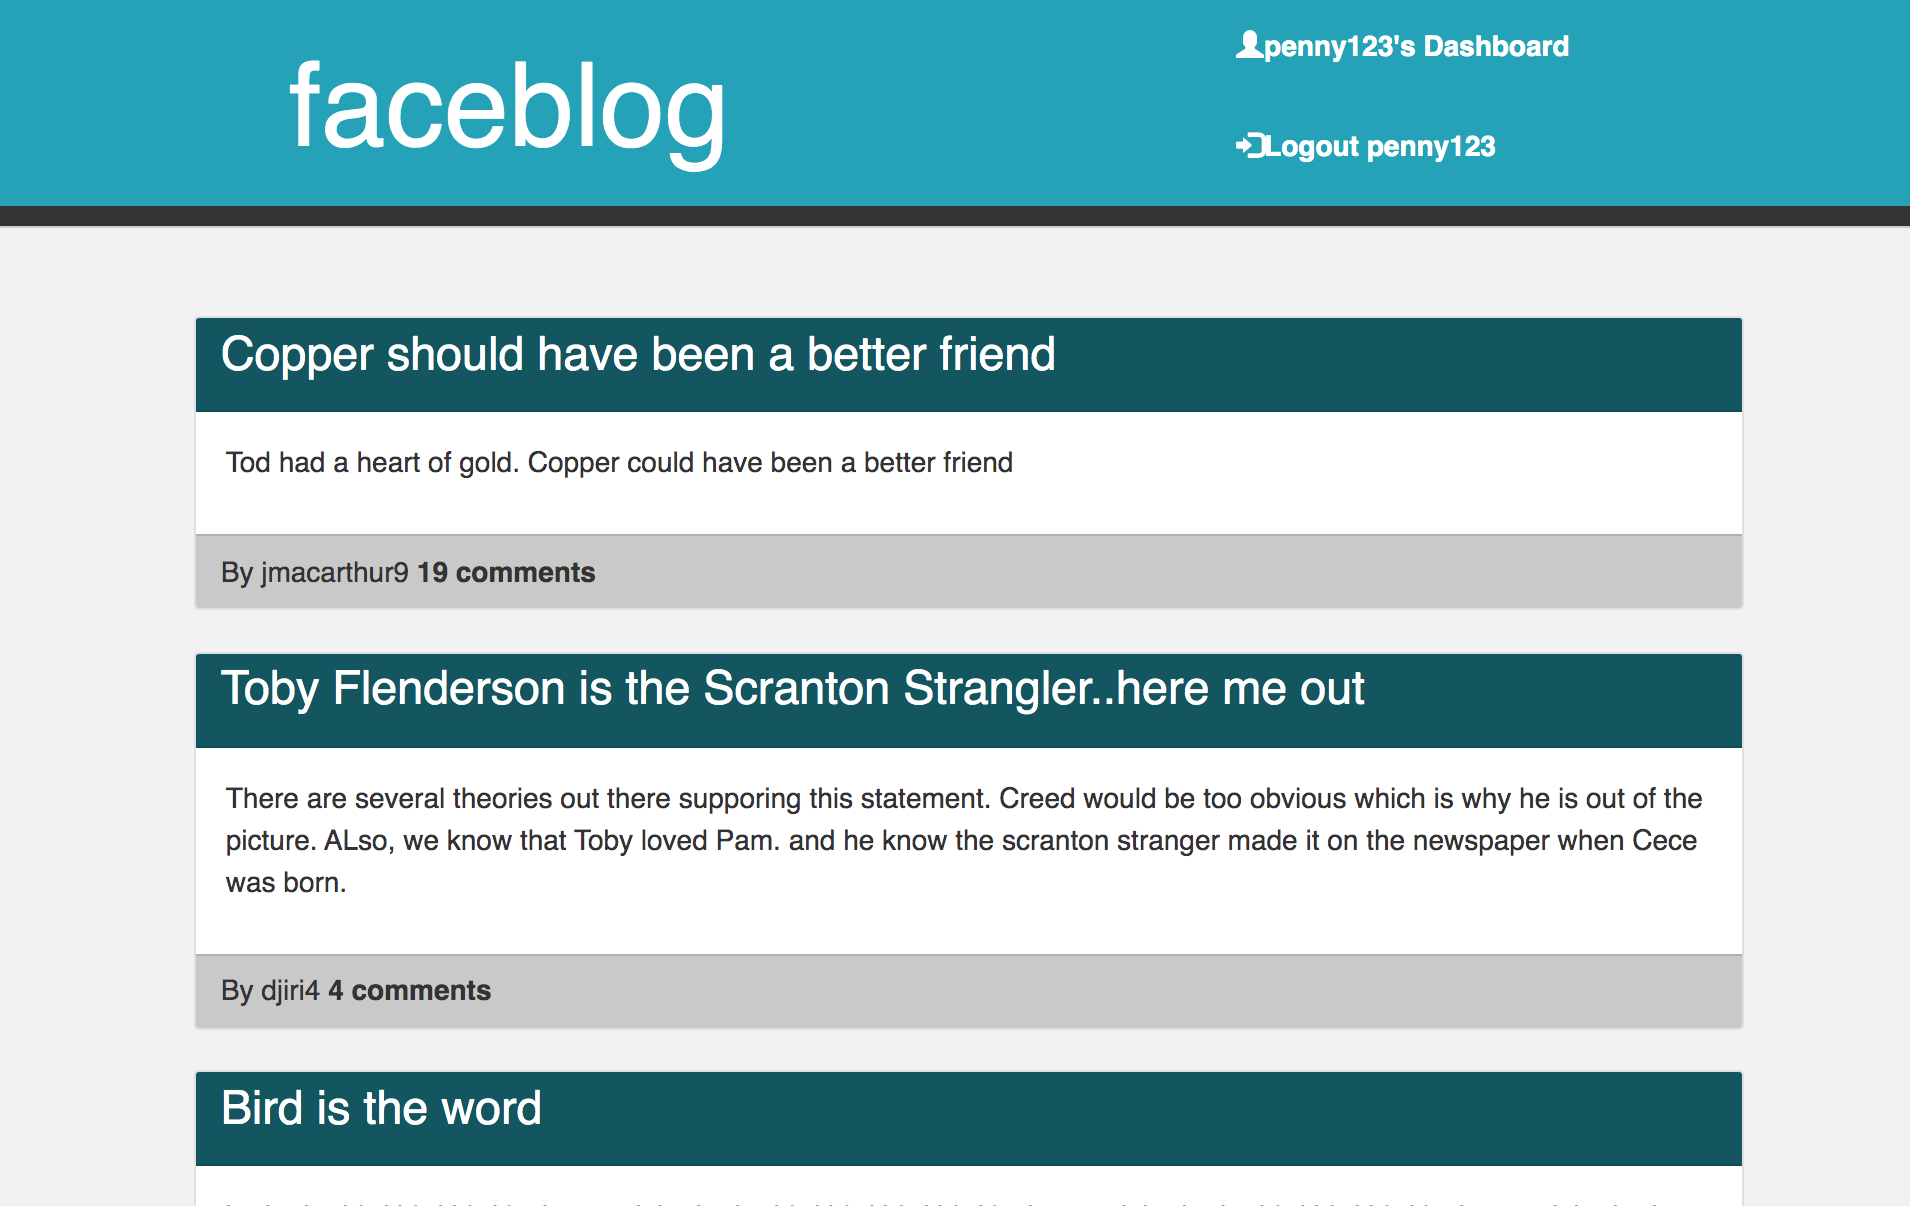 faceblog
penny123's Dashboard
Logout penny123
Copper should have been a better friend
Tod had a heart of gold. Copper could have been a better friend
By jmacarthur9 19 comments
Toby Flenderson is the Scranton Strangler..here me out
There are several theories out there supporing this statement. Creed would be too obvious which is why he is out of the
picture. ALso, we know that Toby loved Pam. and he know the scranton stranger made it on the newspaper when Cece
was born.
By djiri4 4 comments
Bird is the word